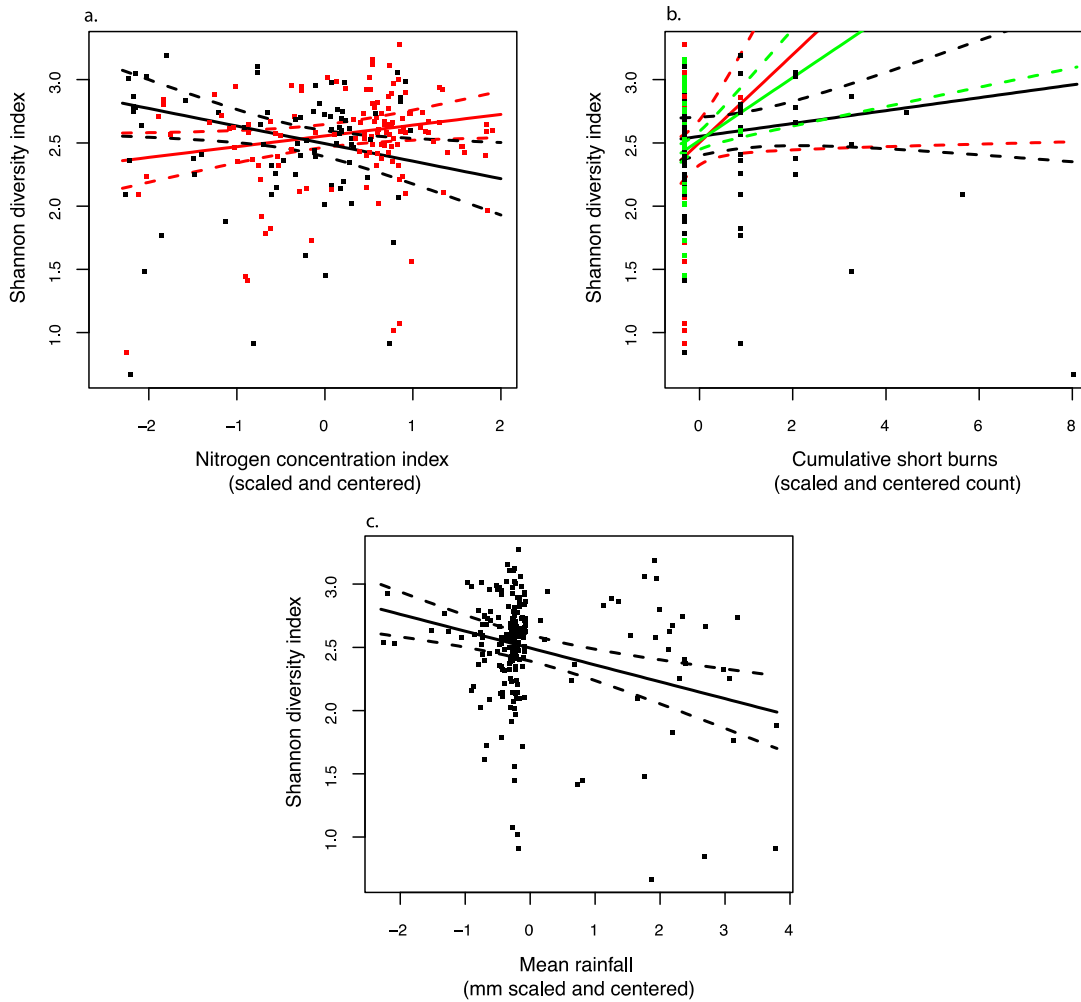 a.
Shannon diversity index
3.0
2.5
2.0
1.5
1.0
−2 −1 0 1 2
Nitrogen concentration index
(scaled and centered)
b.
Shannon diversity index
3.0
2.5
2.0
1.5
1.0
0 2 4 6 8
Cumulative short burns
(scaled and centered count)
c.
Shannon diversity index
3.0
2.5
2.0
1.5
1.0
−2 −1 0 1 2 3 4
Mean rainfall
(mm scaled and centered)